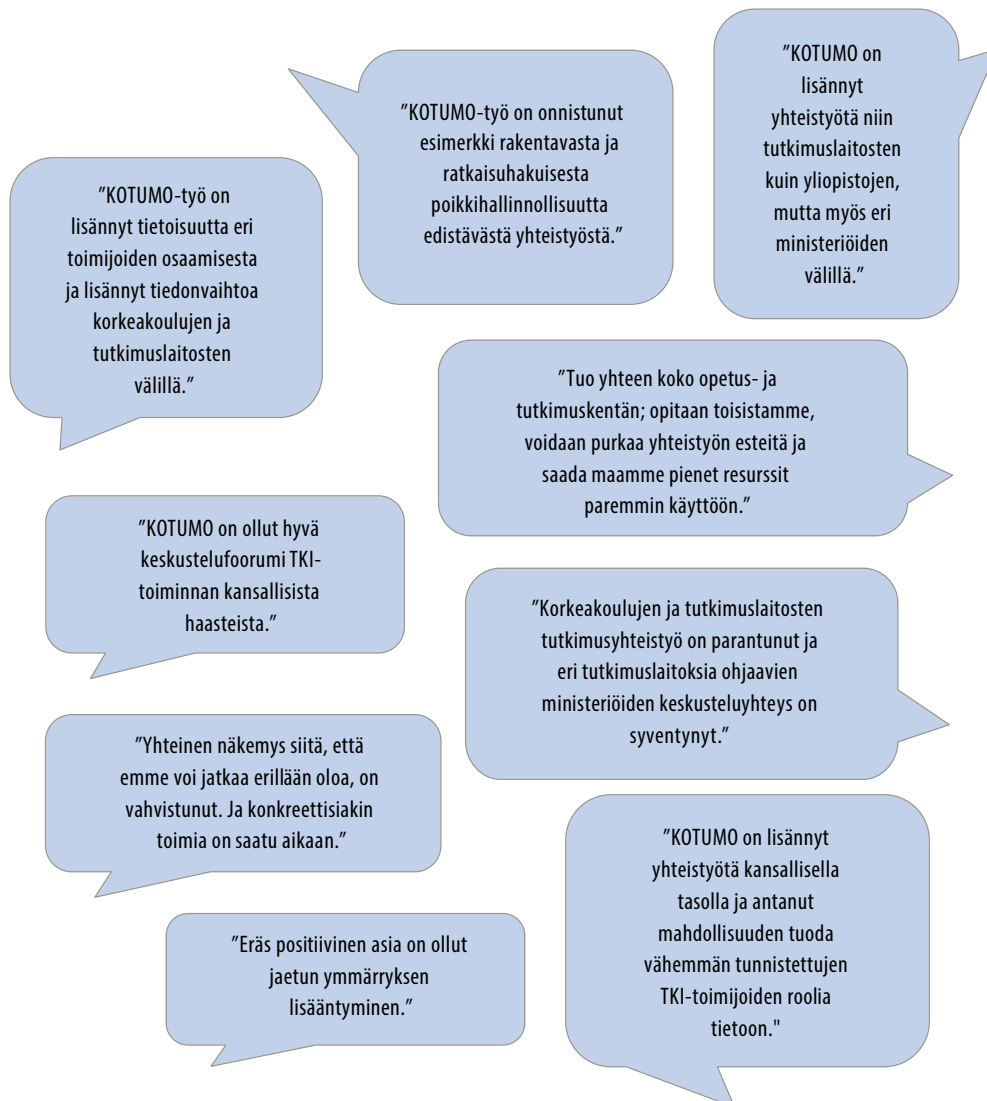 ”KOTUMO on
lisännyt
yhteistyötä niin
tutkimuslaitosten
kuin yliopistojen,
mutta myös eri
ministeriöiden
välillä.”
”KOTUMO-työ on onnistunut
esimerkki rakentavasta ja
ratkaisuhakuisesta
poikkihallinnollisuutta
edistävästä yhteistyöstä.”
”KOTUMO-työ on
lisännyt tietoisuutta eri
toimijoiden osaamisesta
ja lisännyt tiedonvaihtoa
korkeakoulujen ja
tutkimuslaitosten
välillä.”
”Tuo yhteen koko opetus- ja
tutkimuskentän; opitaan toisistamme,
voidaan purkaa yhteistyön esteitä ja
saada maamme pienet resurssit
paremmin käyttöön.”
”KOTUMO on ollut hyvä
keskustelufoorumi TKI-
toiminnan kansallisista
haasteista.”
”Korkeakoulujen ja tutkimuslaitosten
tutkimusyhteistyö on parantunut ja
eri tutkimuslaitoksia ohjaavien
ministeriöiden keskusteluyhteys on
syventynyt.”
”Yhteinen näkemys siitä, että
emme voi jatkaa erillään oloa, on
vahvistunut. Ja konkreettisiakin
toimia on saatu aikaan.”
”KOTUMO on lisännyt
yhteistyötä kansallisella
tasolla ja antanut
mahdollisuuden tuoda
vähemmän tunnistettujen
TKI-toimijoiden roolia
tietoon."
”Eräs positiivinen asia on ollut
jaetun ymmärryksen
lisääntyminen.”